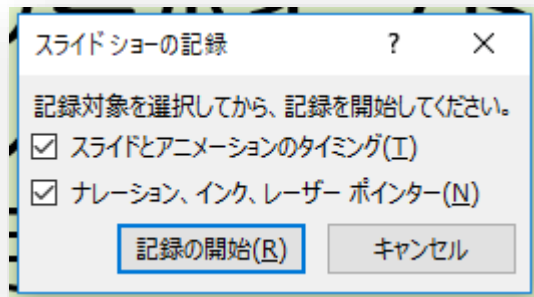 スライド ショーの記録 ?
記録対象を選択してから、記録を開始してください。
スライドとアニメーションのタイミング(T)
ナレーション、インク、レーザー ポインター(N)
記録の開始(R) キャンセル